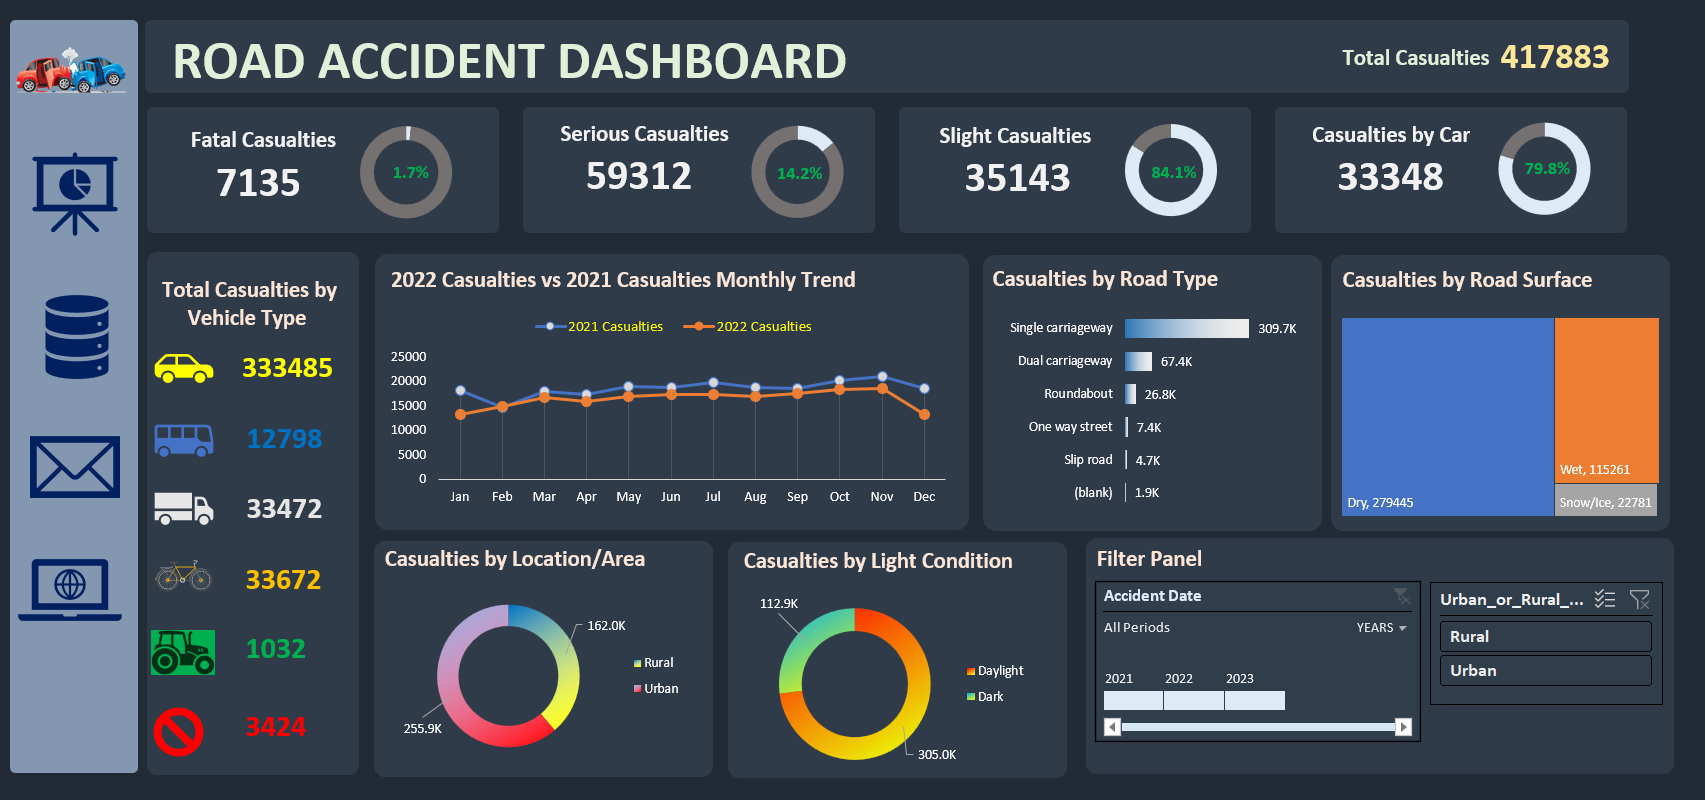 ROAD ACCIDENT DASHBOARD
Total Casualties 417883
Fatal Casualties
7135
1.7%
Serious Casualties
59312
14.2%
Slight Casualties
35143
84.1%
Casualties by Car
33348
79.8%
Total Casualties by
Vehicle Type
333485
12798
33472
33672
1032
3424
2022 Casualties vs 2021 Casualties Monthly Trend
2021 Casualties
2022 Casualties
25000
20000
15000
10000
5000
0
Jan Feb Mar Apr May Jun Jul Aug Sep Oct Nov Dec
Casualties by Road Type
Single carriageway 309.7K
Dual carriageway 67.4K
Roundabout 26.8K
One way street 7.4K
Slip road 4.7K
(blank) 1.9K
Casualties by Road Surface
Dry, 279445
Wet, 115261
Snow/Ice, 22781
Casualties by Location/Area
162.0K
255.9K
Rural
Urban
Casualties by Light Condition
112.9K
305.0K
Daylight
Dark
Filter Panel
Accident Date
All Periods YEARS
2021 2022 2023
Urban_or_Rural_...
Rural
Urban